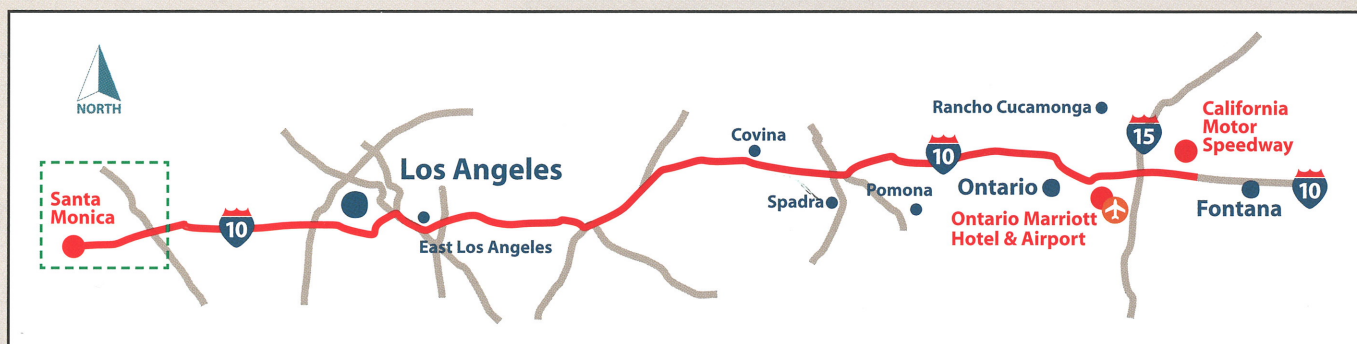 NORTH
Santa
Monica
10
Los Angeles
East Los Angeles
Covina
Spadra
Pomona
10
Rancho Cucamonga
Ontario
Ontario Marriott
Hotel & Airport
15
California
Motor
Speedway
Fontana
10